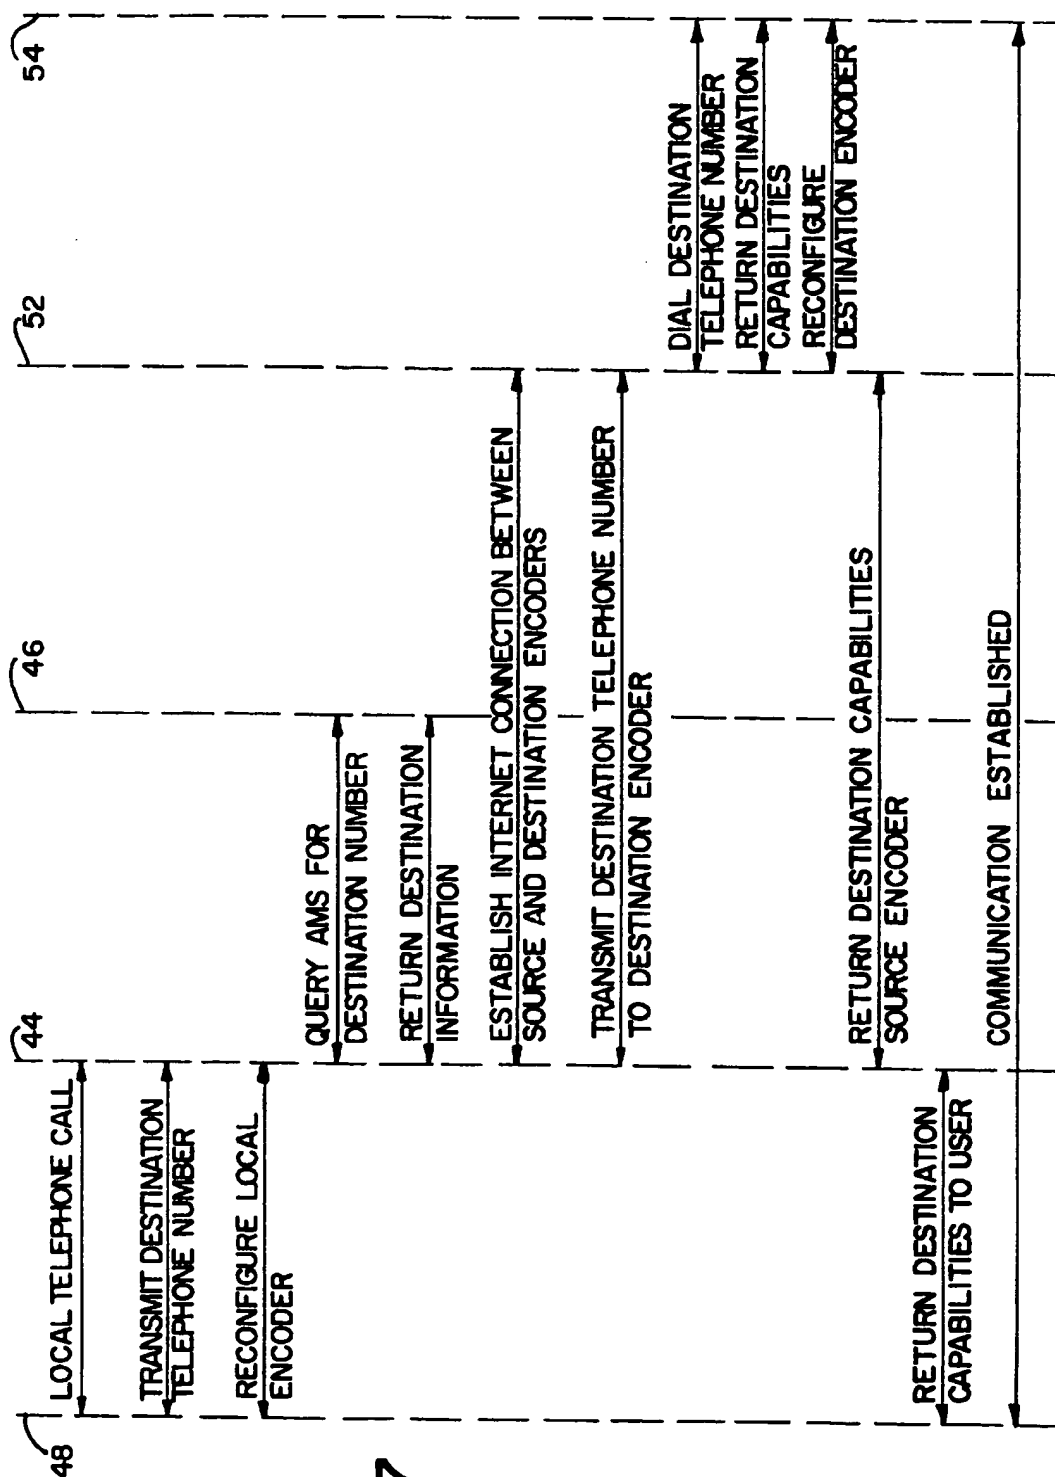 48
44
46
52
54
LOCAL TELEPHONE CALL
TRANSMIT DESTINATION
TELEPHONE NUMBER
RECONFIGURE LOCAL
ENCODER
QUERY AMS FOR
DESTINATION NUMBER
RETURN DESTINATION
INFORMATION
ESTABLISH INTERNET CONNECTION BETWEEN
SOURCE AND DESTINATION ENCODERS
TRANSMIT DESTINATION TELEPHONE NUMBER
TO DESTINATION ENCODER
DIAL DESTINATION
TELEPHONE NUMBER
RETURN DESTINATION
CAPABILITIES
RECONFIGURE
DESTINATION ENCODER
RETURN DESTINATION CAPABILITIES
SOURCE ENCODER
RETURN DESTINATION
CAPABILITIES TO USER
COMMUNICATION ESTABLISHED